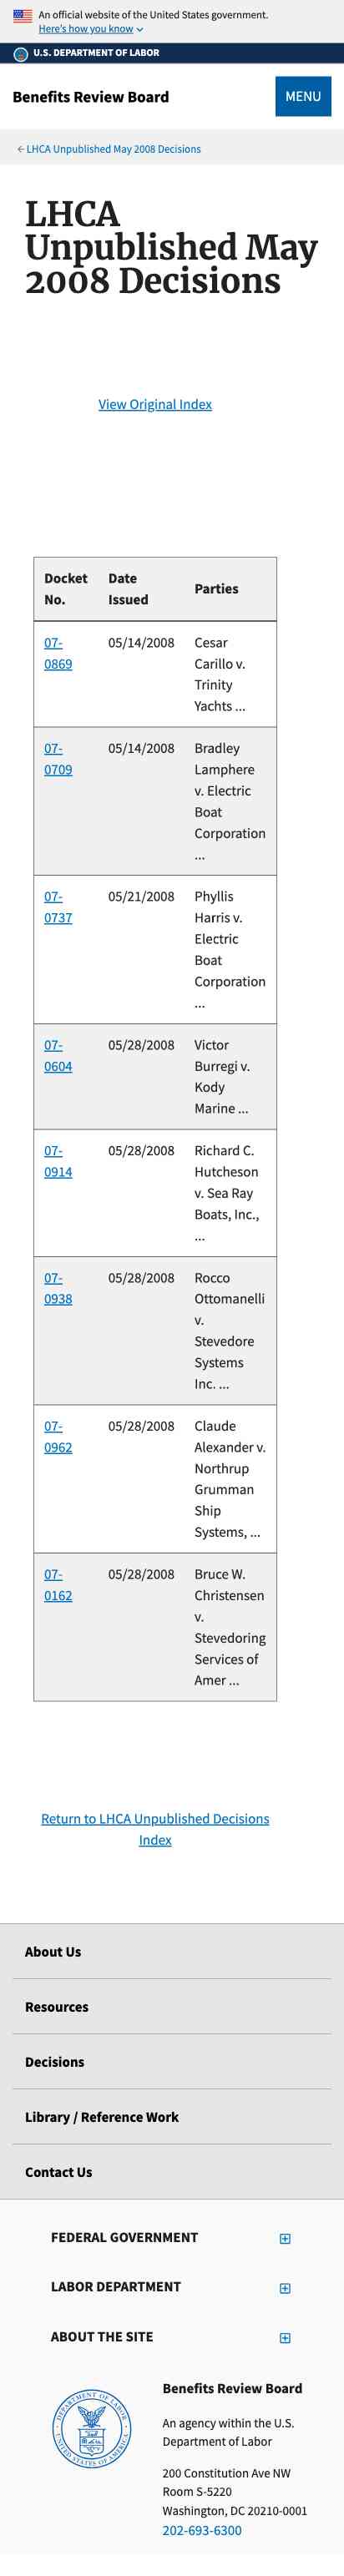 An official website of the United States government.
Here's how you know
U.S. DEPARTMENT OF LABOR
Benefits Review Board
MENU
LHCA Unpublished May 2008 Decisions
LHCA
Unpublished May
2008 Decisions
View Original Index
Docket No. Date Issued Parties
07-
0869
05/14/2008
Cesar
Carillo v.
Trinity
Yachts ...
07-
0709
05/14/2008
Bradley
Lamphere
v. Electric
Boat
Corporation
...
07-
0737
05/21/2008
Phyllis
Harris v.
Electric
Boat
Corporation
...
07-
0604
05/28/2008
Victor
Burregi v.
Kody
Marine ...
07-
0914
05/28/2008
Richard C.
Hutcheson
v. Sea Ray
Boats, Inc.,
...
07-
0938
05/28/2008
Rocco
Ottomanelli
v.
Stevedore
Systems
Inc. ...
07-
0962
05/28/2008
Claude
Alexander v.
Northrup
Grumman
Ship
Systems, ...
07-
0162
05/28/2008
Bruce W.
Christensen
v.
Stevedoring
Services of
Amer ...
Return to LHCA Unpublished Decisions
Index
About Us
Resources
Decisions
Library / Reference Work
Contact Us
FEDERAL GOVERNMENT
LABOR DEPARTMENT
ABOUT THE SITE
DEPARTMENT OF LABOR
UNITED STATES OF AMERICA
Benefits Review Board
An agency within the U.S.
Department of Labor
200 Constitution Ave NW
Room S-5220
Washington, DC 20210-0001
202-693-6300